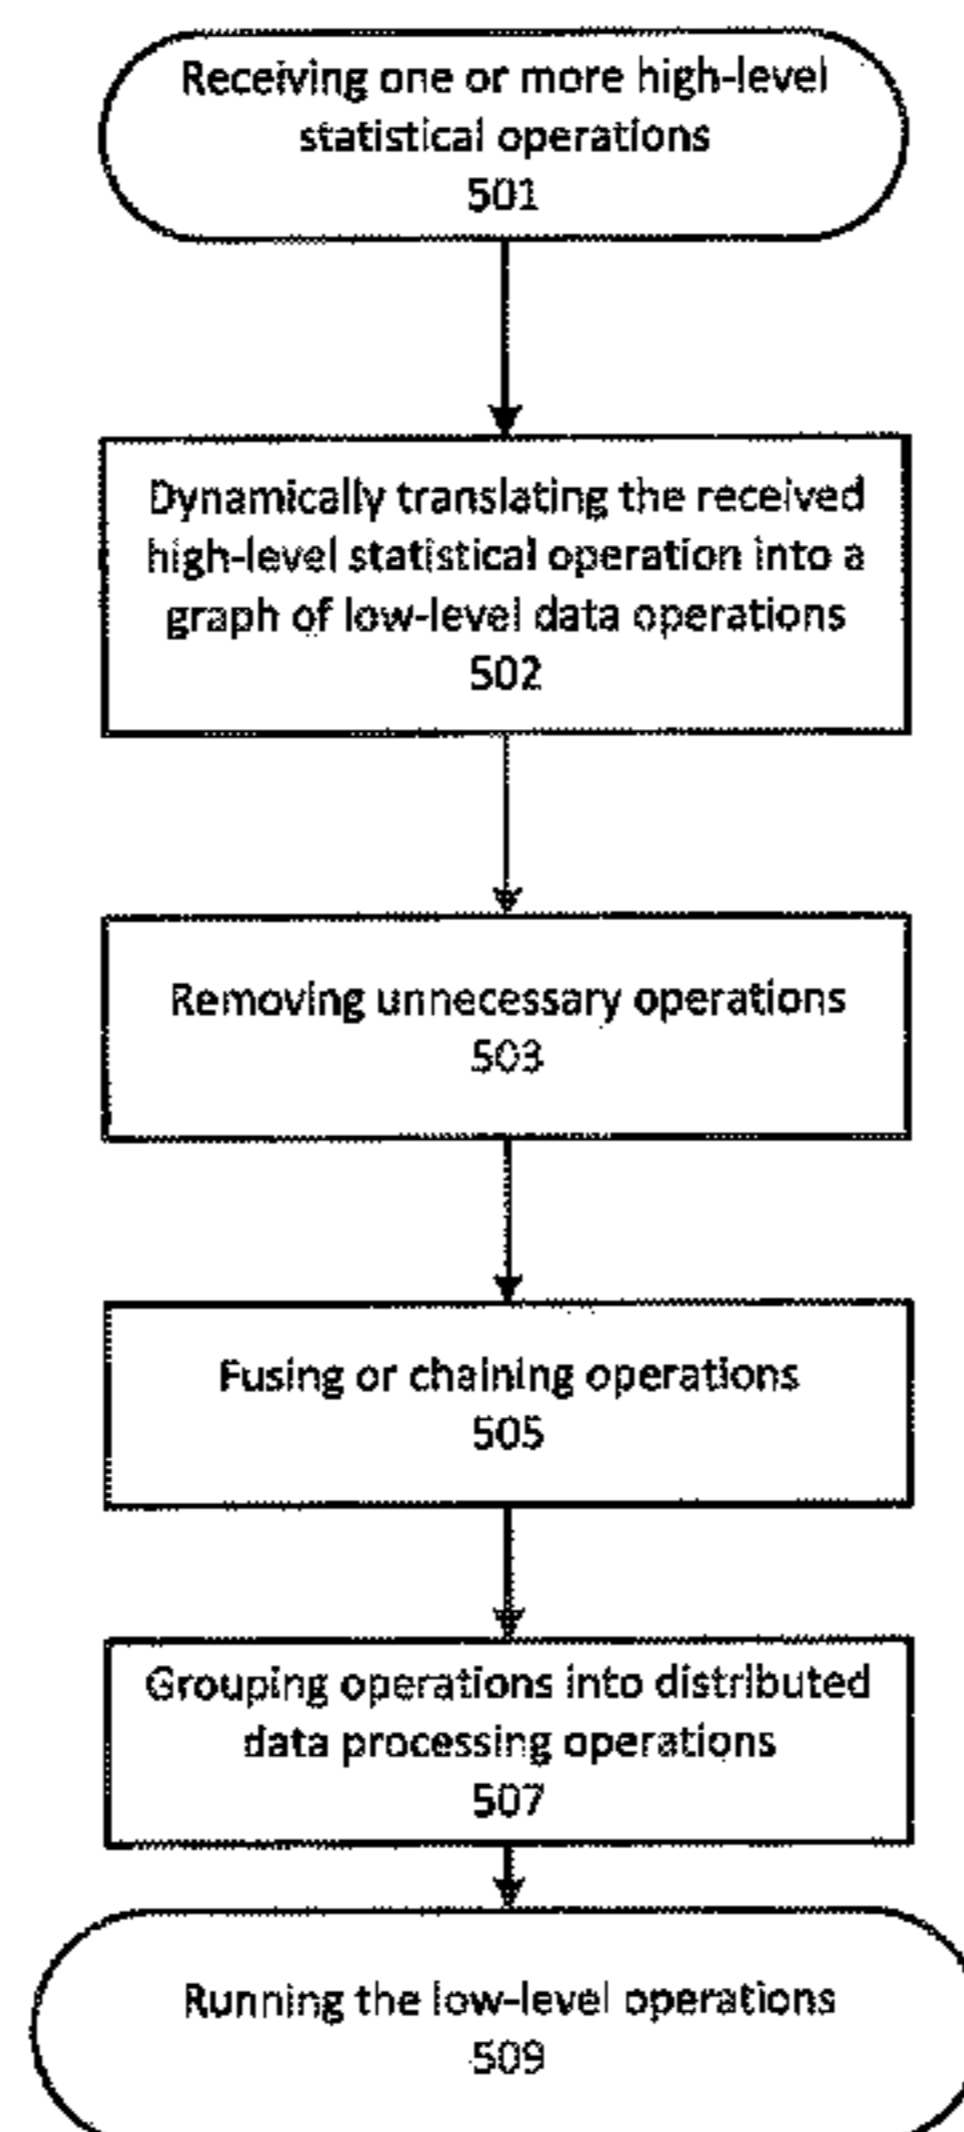 Receiving one or more high-level
statistical operations
501
Dynamically translating the received
high-level statistical operation into a
graph of low-level data operations
502
Removing unnecessary operations
503
Fusing or chaining operations
505
Grouping operations into distributed
data processing operations
507
Running the low-level operations
509